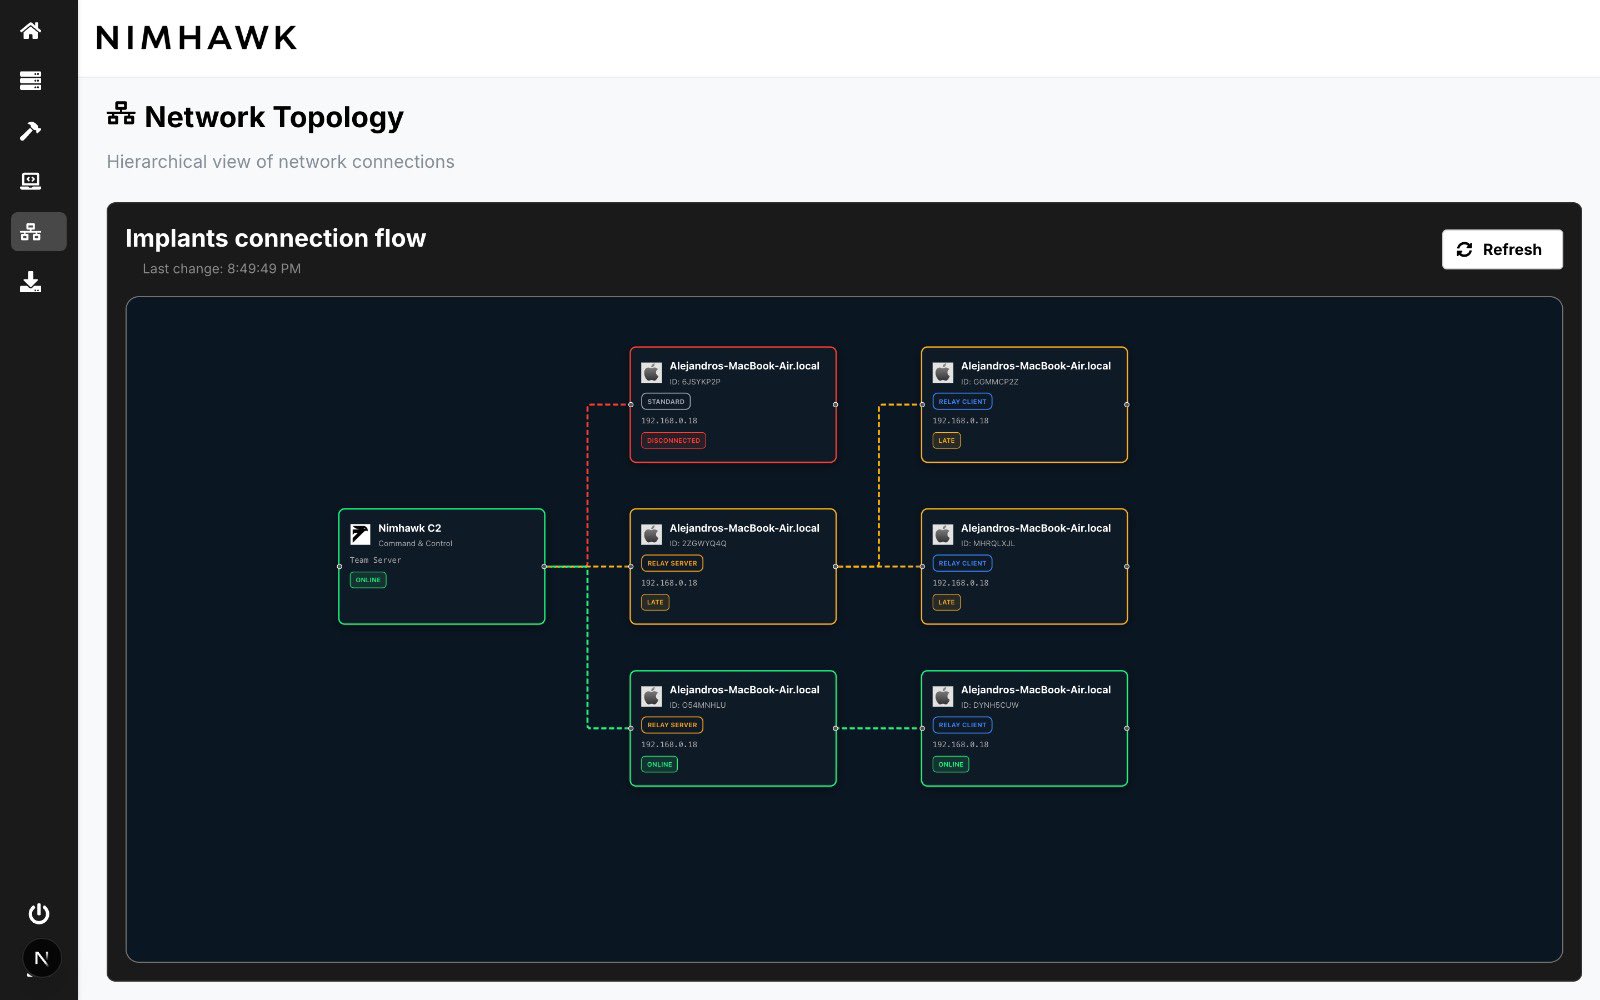 NIMHAWK
Network Topology
Hierarchical view of network connections
Implants connection flow
Last change: 8:49:49 PM
Refresh
Nimhawk C2
Command & Control
Team Server
ONLINE
Alejandros-MacBook-Air.local
ID: 6JSYKP2P
STANDARD
192.168.0.18
DISCONNECTED
Alejandros-MacBook-Air.local
ID: 2ZGWYQ4Q
RELAY SERVER
192.168.0.18
LATE
Alejandros-MacBook-Air.local
ID: O54MNHLU
RELAY SERVER
192.168.0.18
ONLINE
Alejandros-MacBook-Air.local
ID: GGMMCP2Z
RELAY CLIENT
192.168.0.18
LATE
Alejandros-MacBook-Air.local
ID: MHRQLXJL
RELAY CLIENT
192.168.0.18
LATE
Alejandros-MacBook-Air.local
ID: DYNH5CUW
RELAY CLIENT
192.168.0.18
ONLINE
N